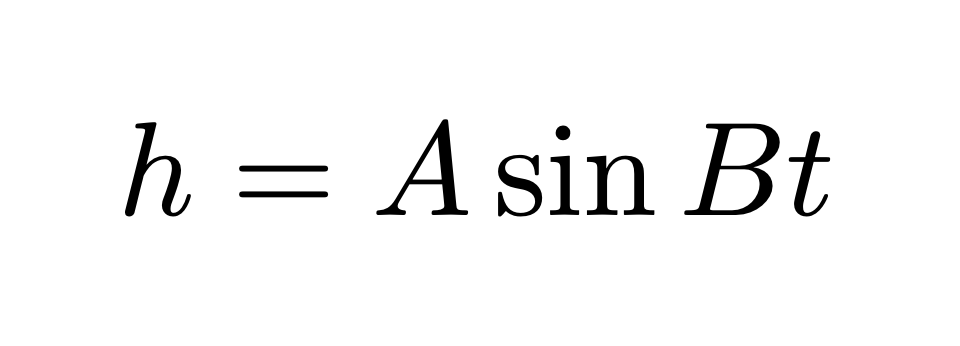 h = A sin Bt